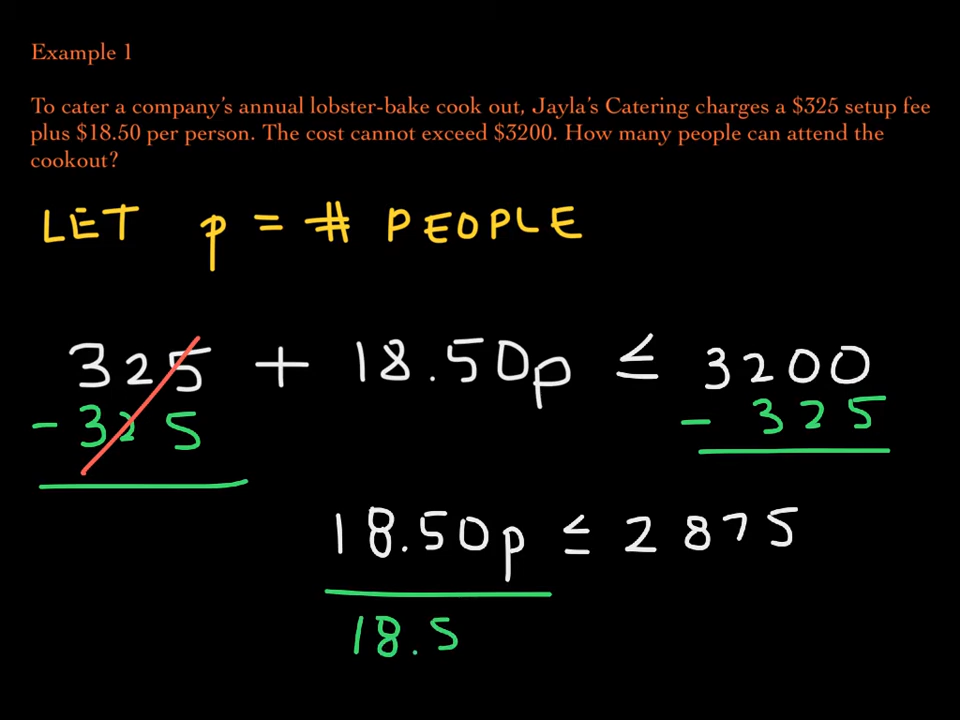 Example 1
To cater a company's annual lobster-bake cook out, Jayla's Catering charges a $325 setup fee
plus $18.50 per person. The cost cannot exceed $3200. How many people can attend the
cookout?
LET p = # PEOPLE
325 + 18.50p ≤ 3200
- 325 - 325
18.50p ≤ 2875
18.5